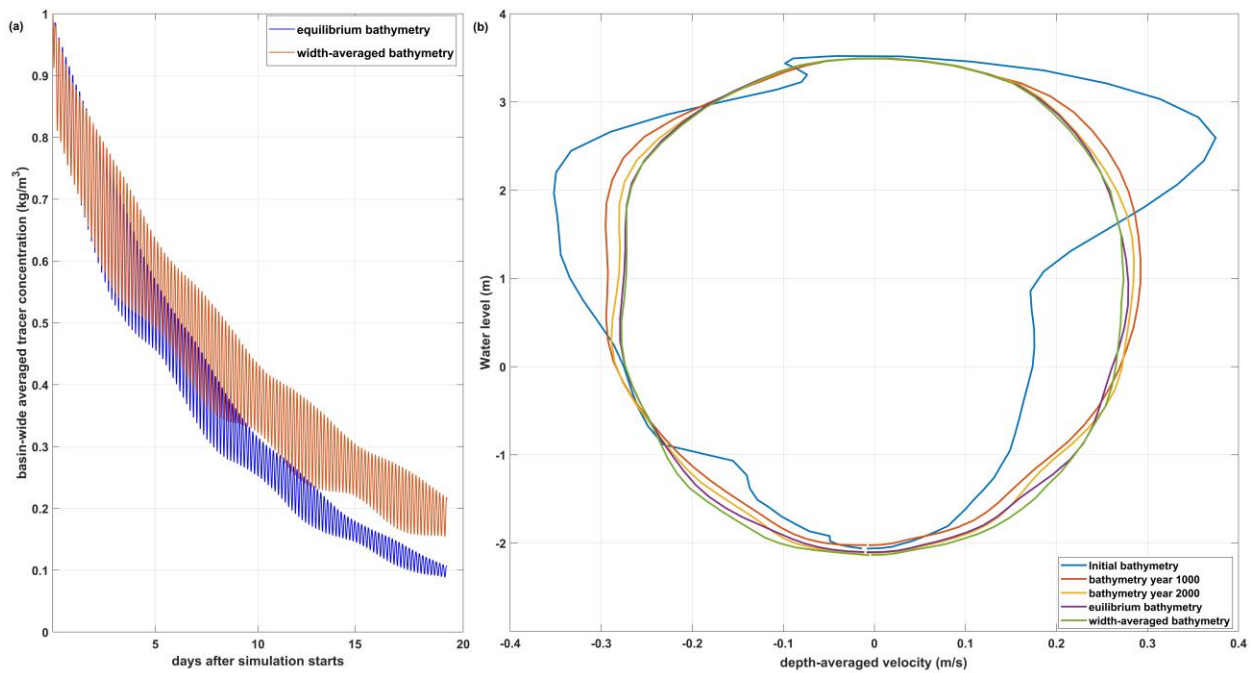 (a)
equilibrium bathymetry
width-averaged bathymetry
basin-wide averaged tracer concentration (kg/m³)
1
0.9
0.8
0.7
0.6
0.5
0.4
0.3
0.2
0.1
0
5
10
15
20
days after simulation starts
(b)
Water level (m)
4
3
2
1
0
-1
-2
-3
-0.4
-0.3
-0.2
-0.1
0
0.1
0.2
0.3
0.4
depth-averaged velocity (m/s)
Initial bathymetry
bathymetry year 1000
bathymetry year 2000
euilibrium bathymetry
width-averaged bathymetry